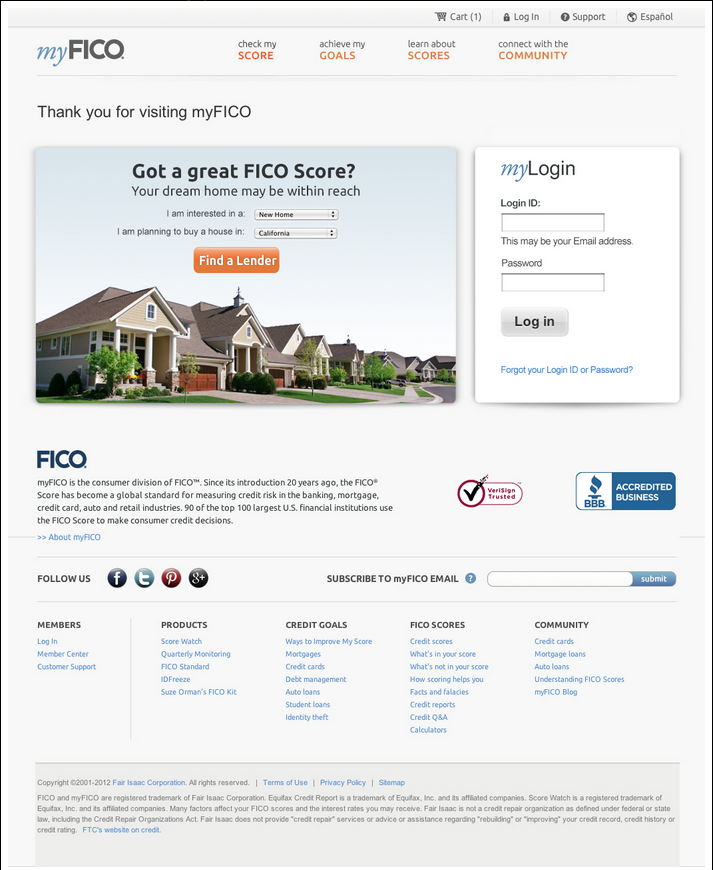 Cart (1) | Log In | Support | Español
myFICO
check my SCORE
achieve my GOALS
learn about SCORES
connect with the COMMUNITY
Thank you for visiting myFICO
Got a great FICO Score?
Your dream home may be within reach
I am interested in a: New Home
I am planning to buy a house in: California
Find a Lender
myLogin
Login ID:
This may be your Email address.
Password
Log in
Forgot your Login ID or Password?
FICO
myFICO is the consumer division of FICO™. Since its introduction 20 years ago, the FICO®
Score has become a global standard for measuring credit risk in the banking, mortgage,
credit card, auto and retail industries. 90 of the top 100 largest U.S. financial institutions use
the FICO Score to make consumer credit decisions.
>> About myFICO
VeriSign
Trusted
BBB
ACCREDITED
BUSINESS
FOLLOW US
SUBSCRIBE TO myFICO EMAIL ? submit
MEMBERS
Log In
Member Center
Customer Support
PRODUCTS
Score Watch
Quarterly Monitoring
FICO Standard
IDFreeze
Suze Orman's FICO Kit
CREDIT GOALS
Ways to Improve My Score
Mortgages
Credit cards
Debt management
Auto loans
Student loans
Identity theft
FICO SCORES
Credit scores
What's in your score
What's not in your score
How scoring helps you
Facts and falacies
Credit reports
Credit Q&A
Calculators
COMMUNITY
Credit cards
Mortgage loans
Auto loans
Understanding FICO Scores
myFICO Blog
Copyright ©2001-2012 Fair Isaac Corporation. All rights reserved. | Terms of Use | Privacy Policy | Sitemap
FICO and myFICO are registered trademark of Fair Isaac Corporation. Equifax Credit Report is a trademark of Equifax, Inc. and its affiliated companies. Score Watch is a registered trademark of
Equifax, Inc. and its affiliated companies. Many factors affect your FICO scores and the interest rates you may receive. Fair Isaac is not a credit repair organization as defined under federal or state
law, including the Credit Repair Organizations Act. Fair Isaac does not provide "credit repair" services or advice or assistance regarding "rebuilding" or "improving" your credit record, credit history or
credit rating. FTC's website on credit.